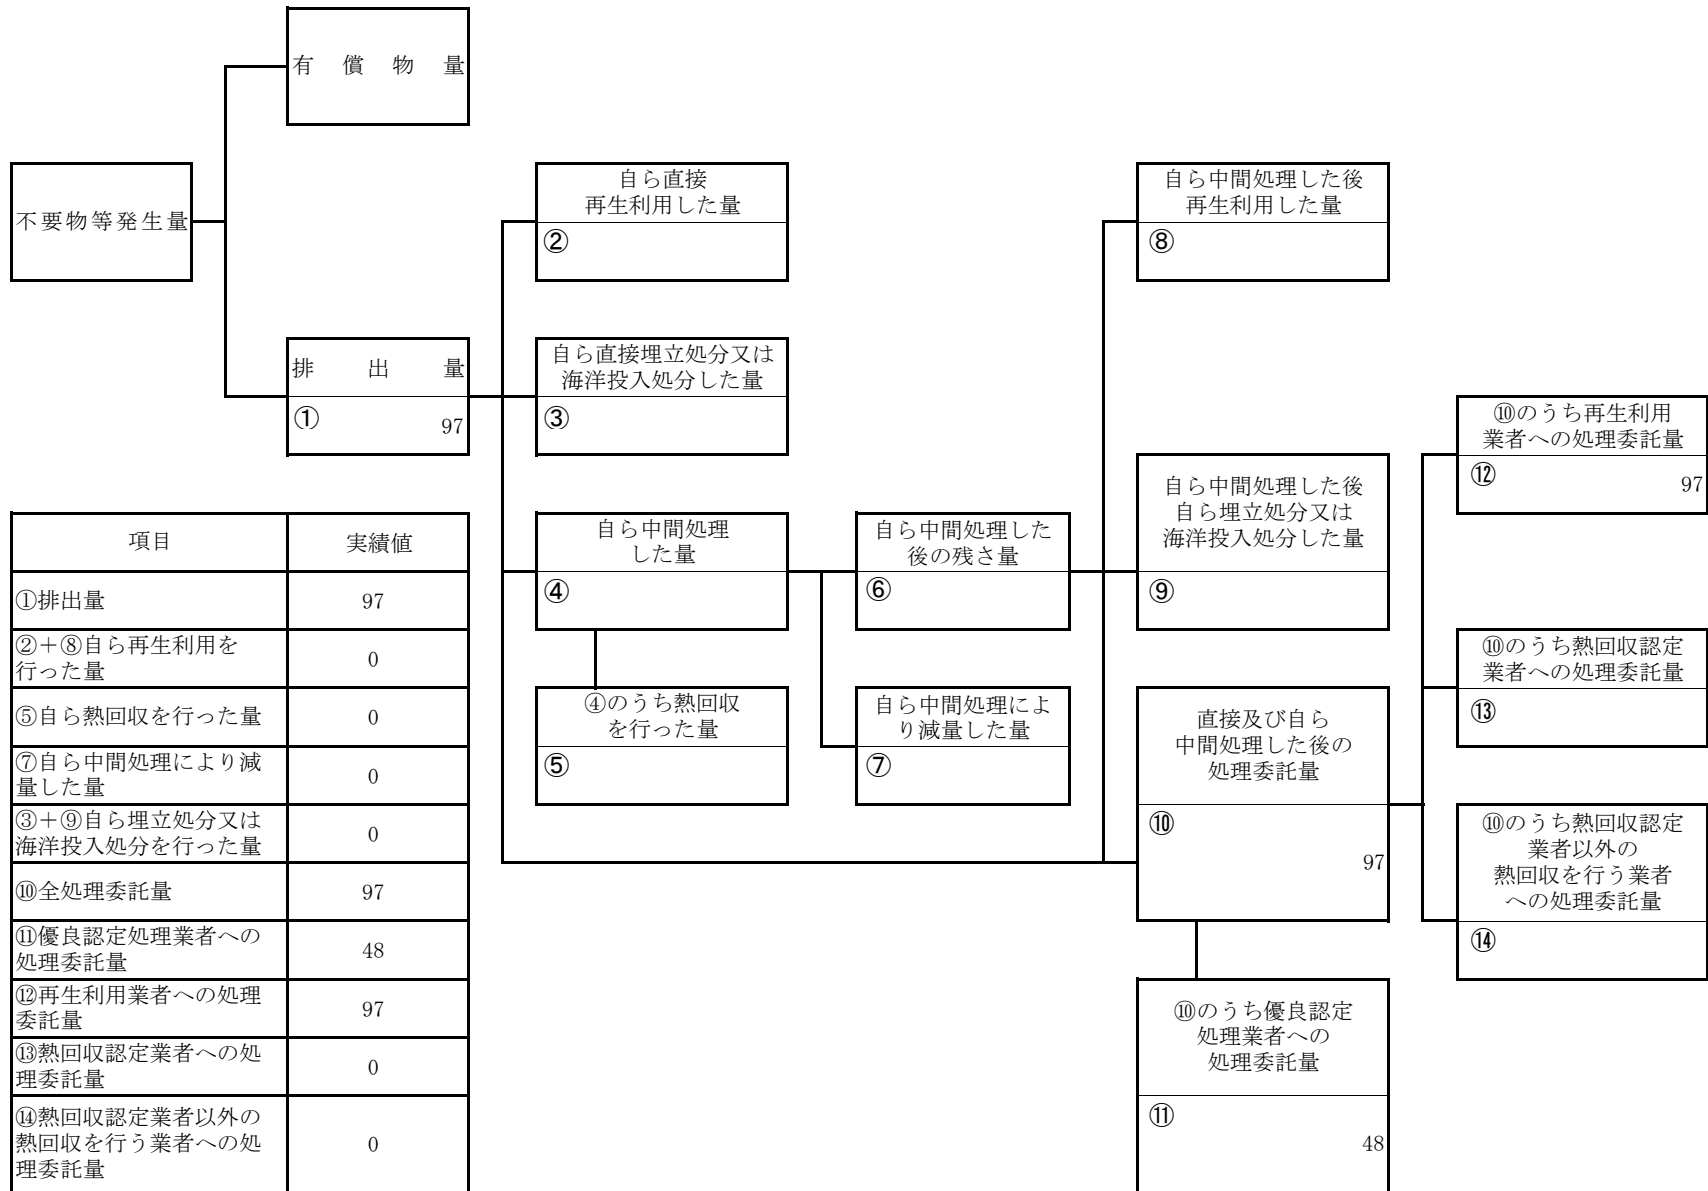 有償物量
不要物等発生量
排出量
①
97
自ら直接
再生利用した量
②
自ら直接埋立処分又は
海洋投入処分した量
③
自ら中間処理
した量
④
④のうち熱回収
を行った量
⑤
自ら中間処理した
後の残さ量
⑥
自ら中間処理によ
り減量した量
⑦
自ら中間処理した後
再生利用した量
⑧
自ら中間処理した後
自ら埋立処分又は
海洋投入処分した量
⑨
直接及び自ら
中間処理した後の
処理委託量
⑩
97
⑩のうち優良認定
処理業者への
処理委託量
⑪
48
⑩のうち再生利用
業者への処理委託量
⑫
97
⑩のうち熱回収認定
業者への処理委託量
⑬
⑩のうち熱回収認定
業者以外の
熱回収を行う業者
への処理委託量
⑭
項目 実績値
①排出量 97
②＋⑧自ら再生利用を
行った量 0
⑤自ら熱回収を行った量 0
⑦自ら中間処理により減
量した量 0
③＋⑨自ら埋立処分又は
海洋投入処分を行った量 0
⑩全処理委託量 97
⑪優良認定処理業者への
処理委託量 48
⑫再生利用業者への処理
委託量 97
⑬熱回収認定業者への処
理委託量 0
⑭熱回収認定業者以外の
熱回収を行う業者への処 0
理委託量